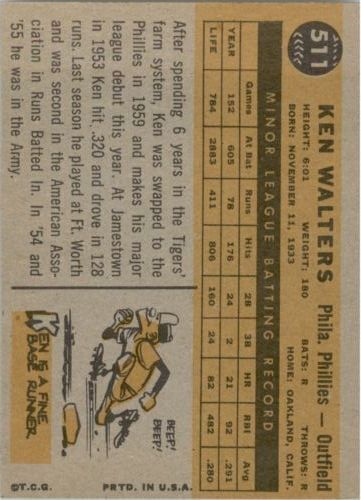 511
KEN WALTERS Phila. Phillies — Outfield
HEIGHT: 6:01 WEIGHT: 180 BATS: R THROWS: R
BORN: NOVEMBER 11, 1933 HOME: OAKLAND, CALIF.
MINOR LEAGUE BATTING RECORD
Games At Bat Runs Hits 2B 3B HR RBI Avg
YEAR 152 605 78 176 28 2 21 92 .291
LIFE 784 2883 411 806 160 24 82 482 .280
After spending 6 years in the Tigers'
farm system, Ken was swapped to the
Phillies in 1959 and makes his major
league debut this year. At Jamestown
in 1953 Ken hit .320 and drove in 128
runs. Last season he played at Ft. Worth
and was second in the American Asso-
ciation in Runs Batted In. In '54 and
'55 he was in the Army.
BEEP!
BEEP!
KEN IS A FINE
BASE RUNNER
©T.C.G. PRTD. IN U.S.A.